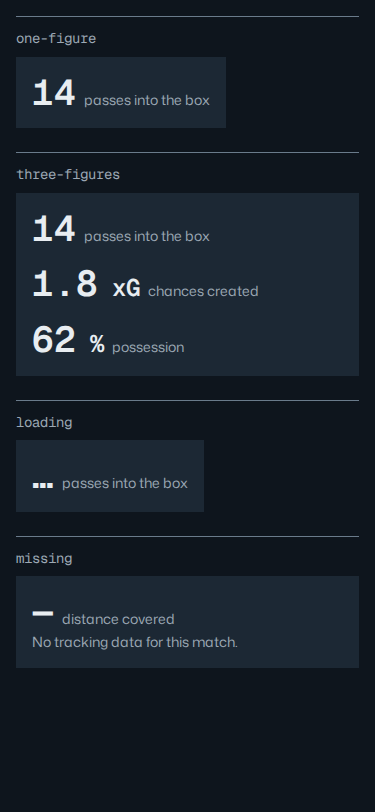 one-figure
14 passes into the box
three-figures
14 passes into the box
1.8 xG chances created
62 % possession
loading
… passes into the box
missing
— distance covered
No tracking data for this match.